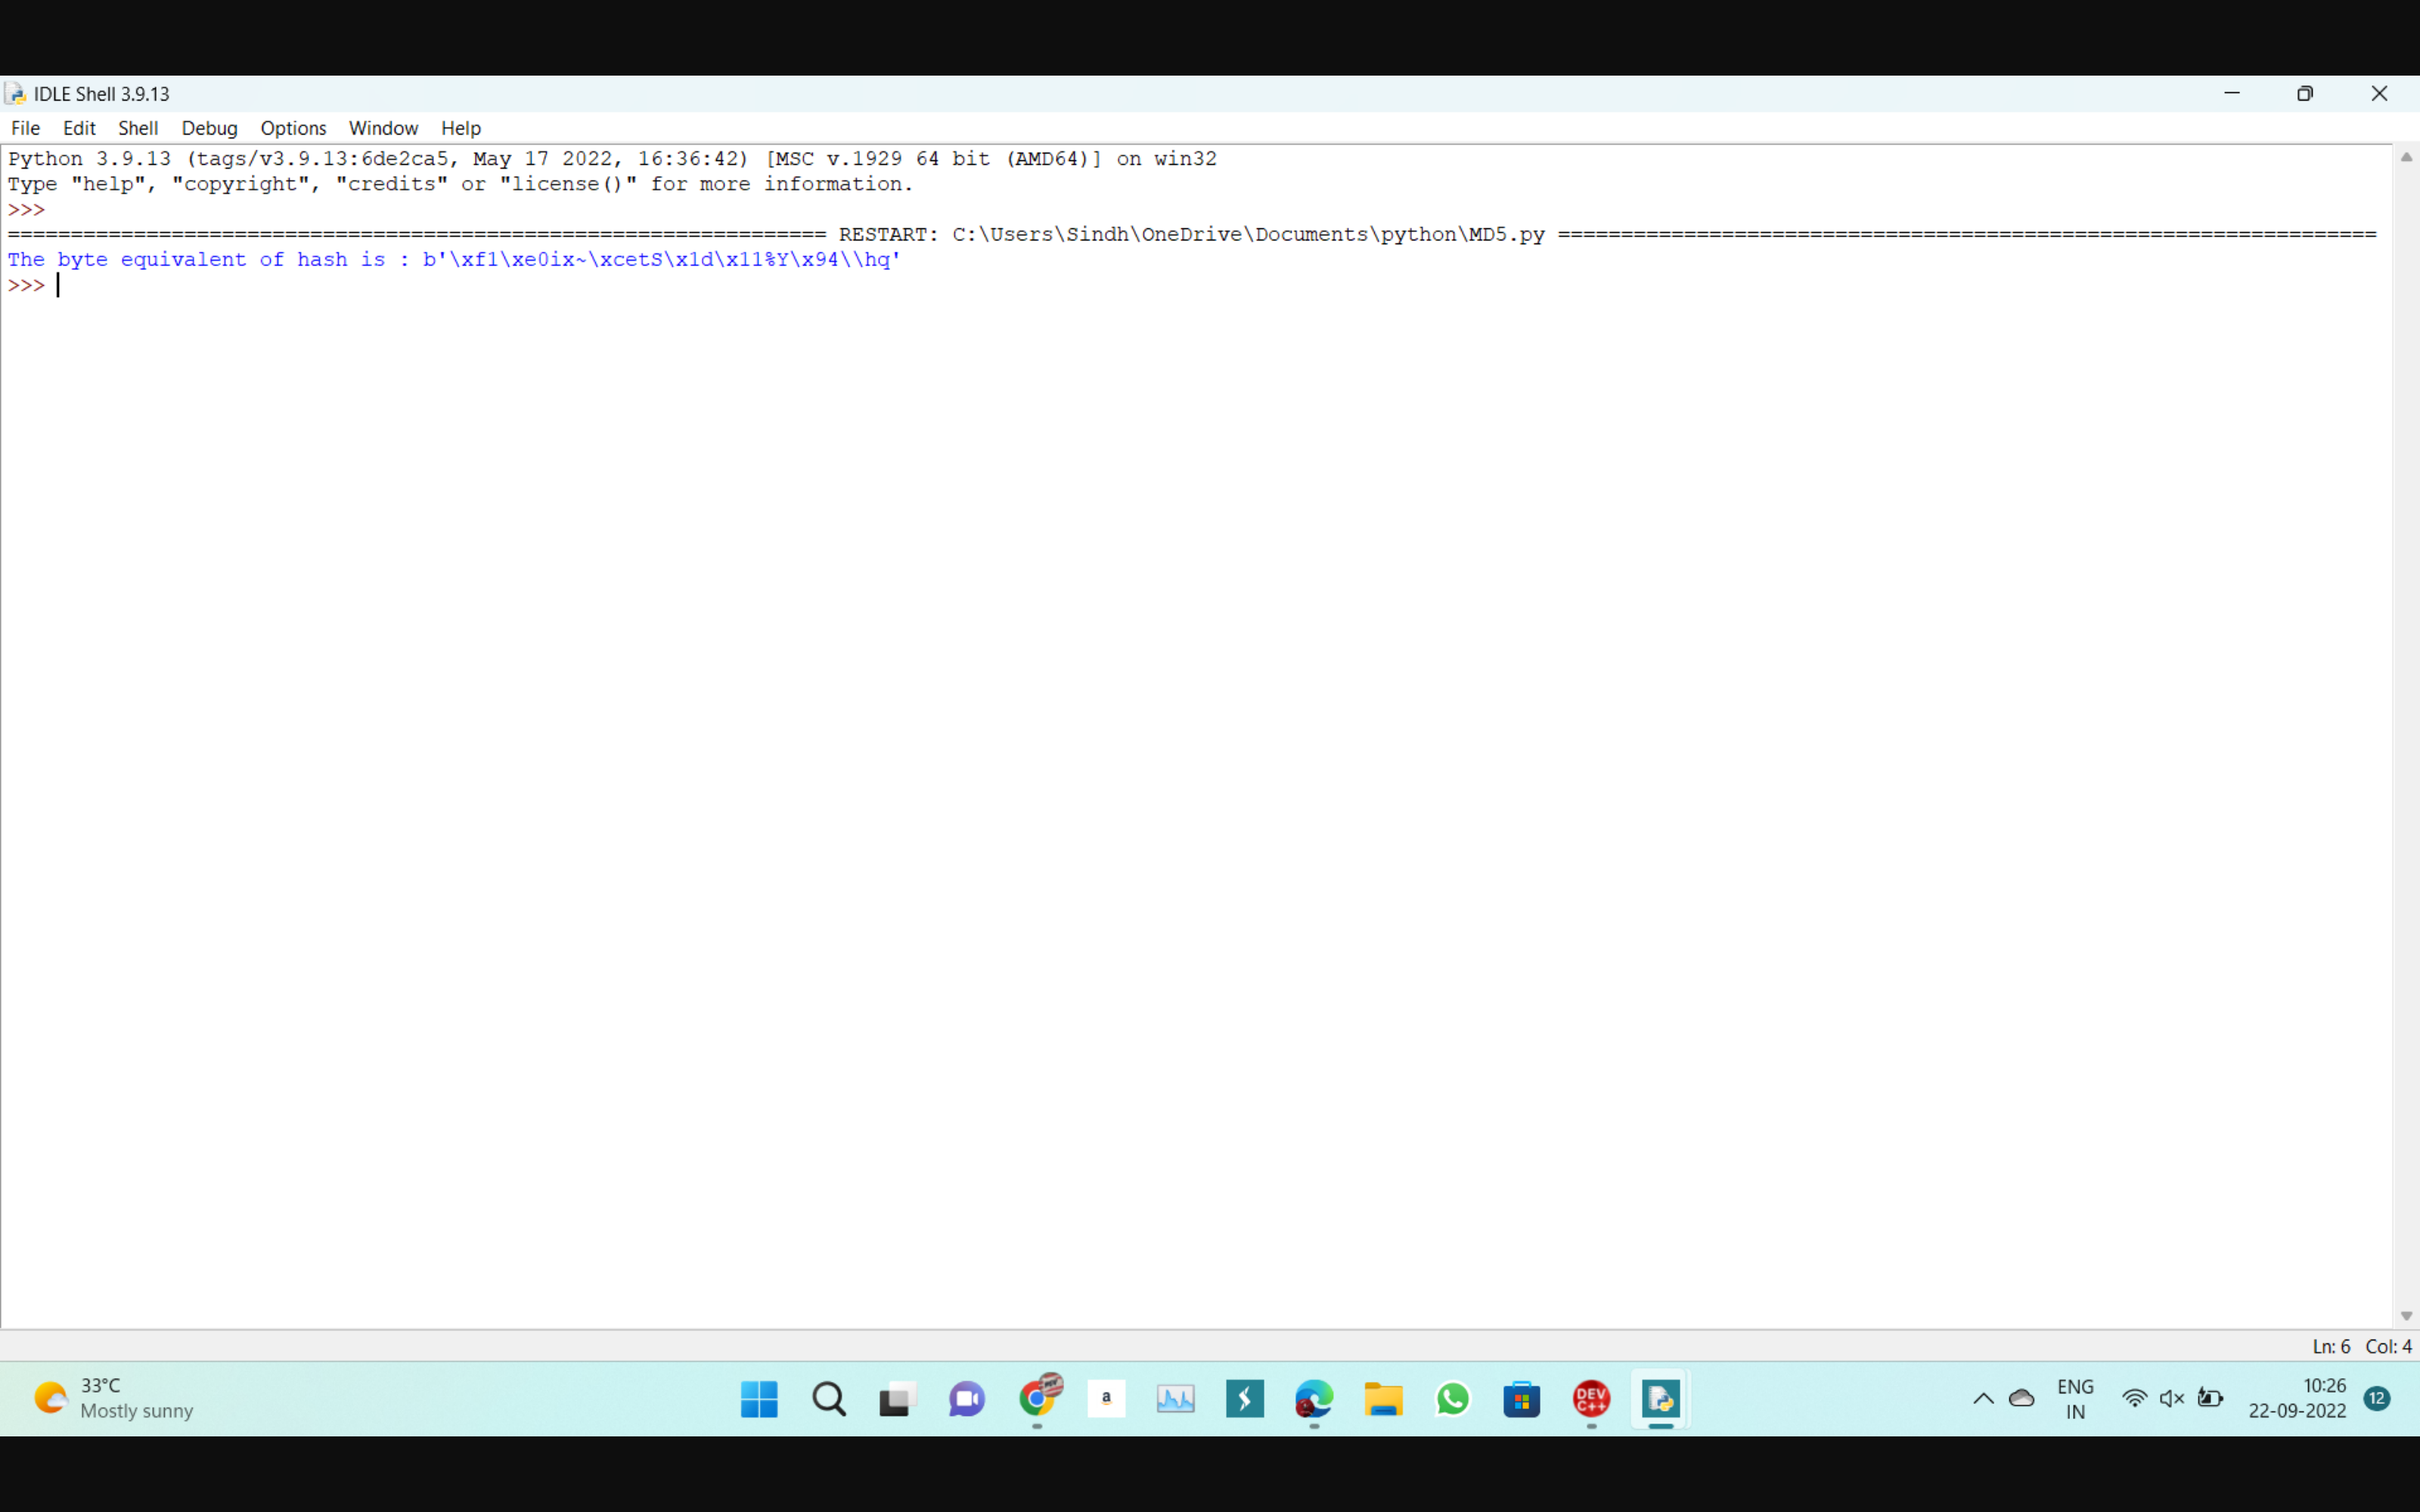 IDLE Shell 3.9.13
File Edit Shell Debug Options Window Help
Python 3.9.13 (tags/v3.9.13:6de2ca5, May 17 2022, 16:36:42) [MSC v.1929 64 bit (AMD64)] on win32
Type "help", "copyright", "credits" or "license()" for more information.
>>>
================================================================= RESTART: C:\Users\Sindh\OneDrive\Documents\python\MD5.py =================================================================
The byte equivalent of hash is : b'\xf1\xe0ix~\xcetS\x1d\x11%Y\x94\\hq'
>>>
Ln: 6 Col: 4
33°C
Mostly sunny
a
PDF
DEV
C++
ENG
IN
10:26
22-09-2022
12